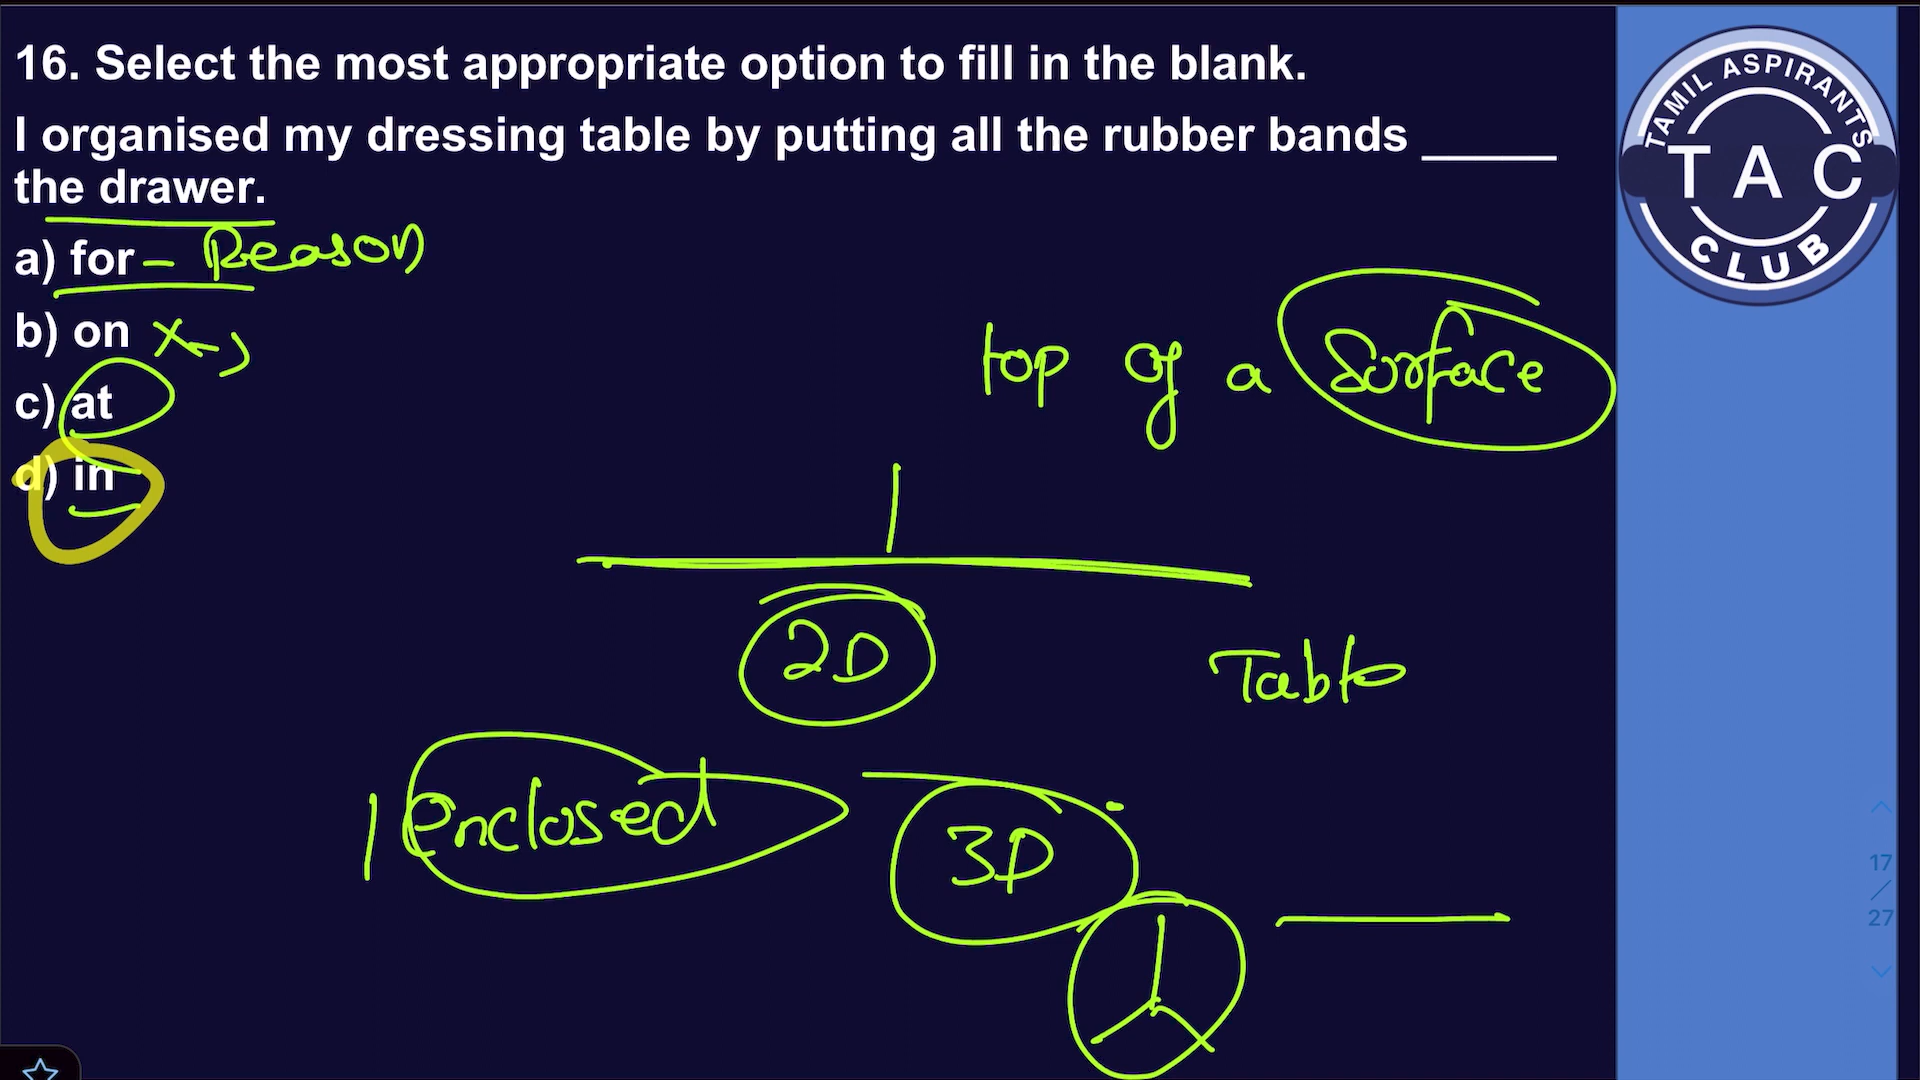 16. Select the most appropriate option to fill in the blank.
I organised my dressing table by putting all the rubber bands _____
the drawer.
a) for - Reason
b) on x
c) at
d) in
top of a Surface
2D
Table
enclosed 3D
TAMIL ASPIRANTS
TAC
CLUB
17
/
27